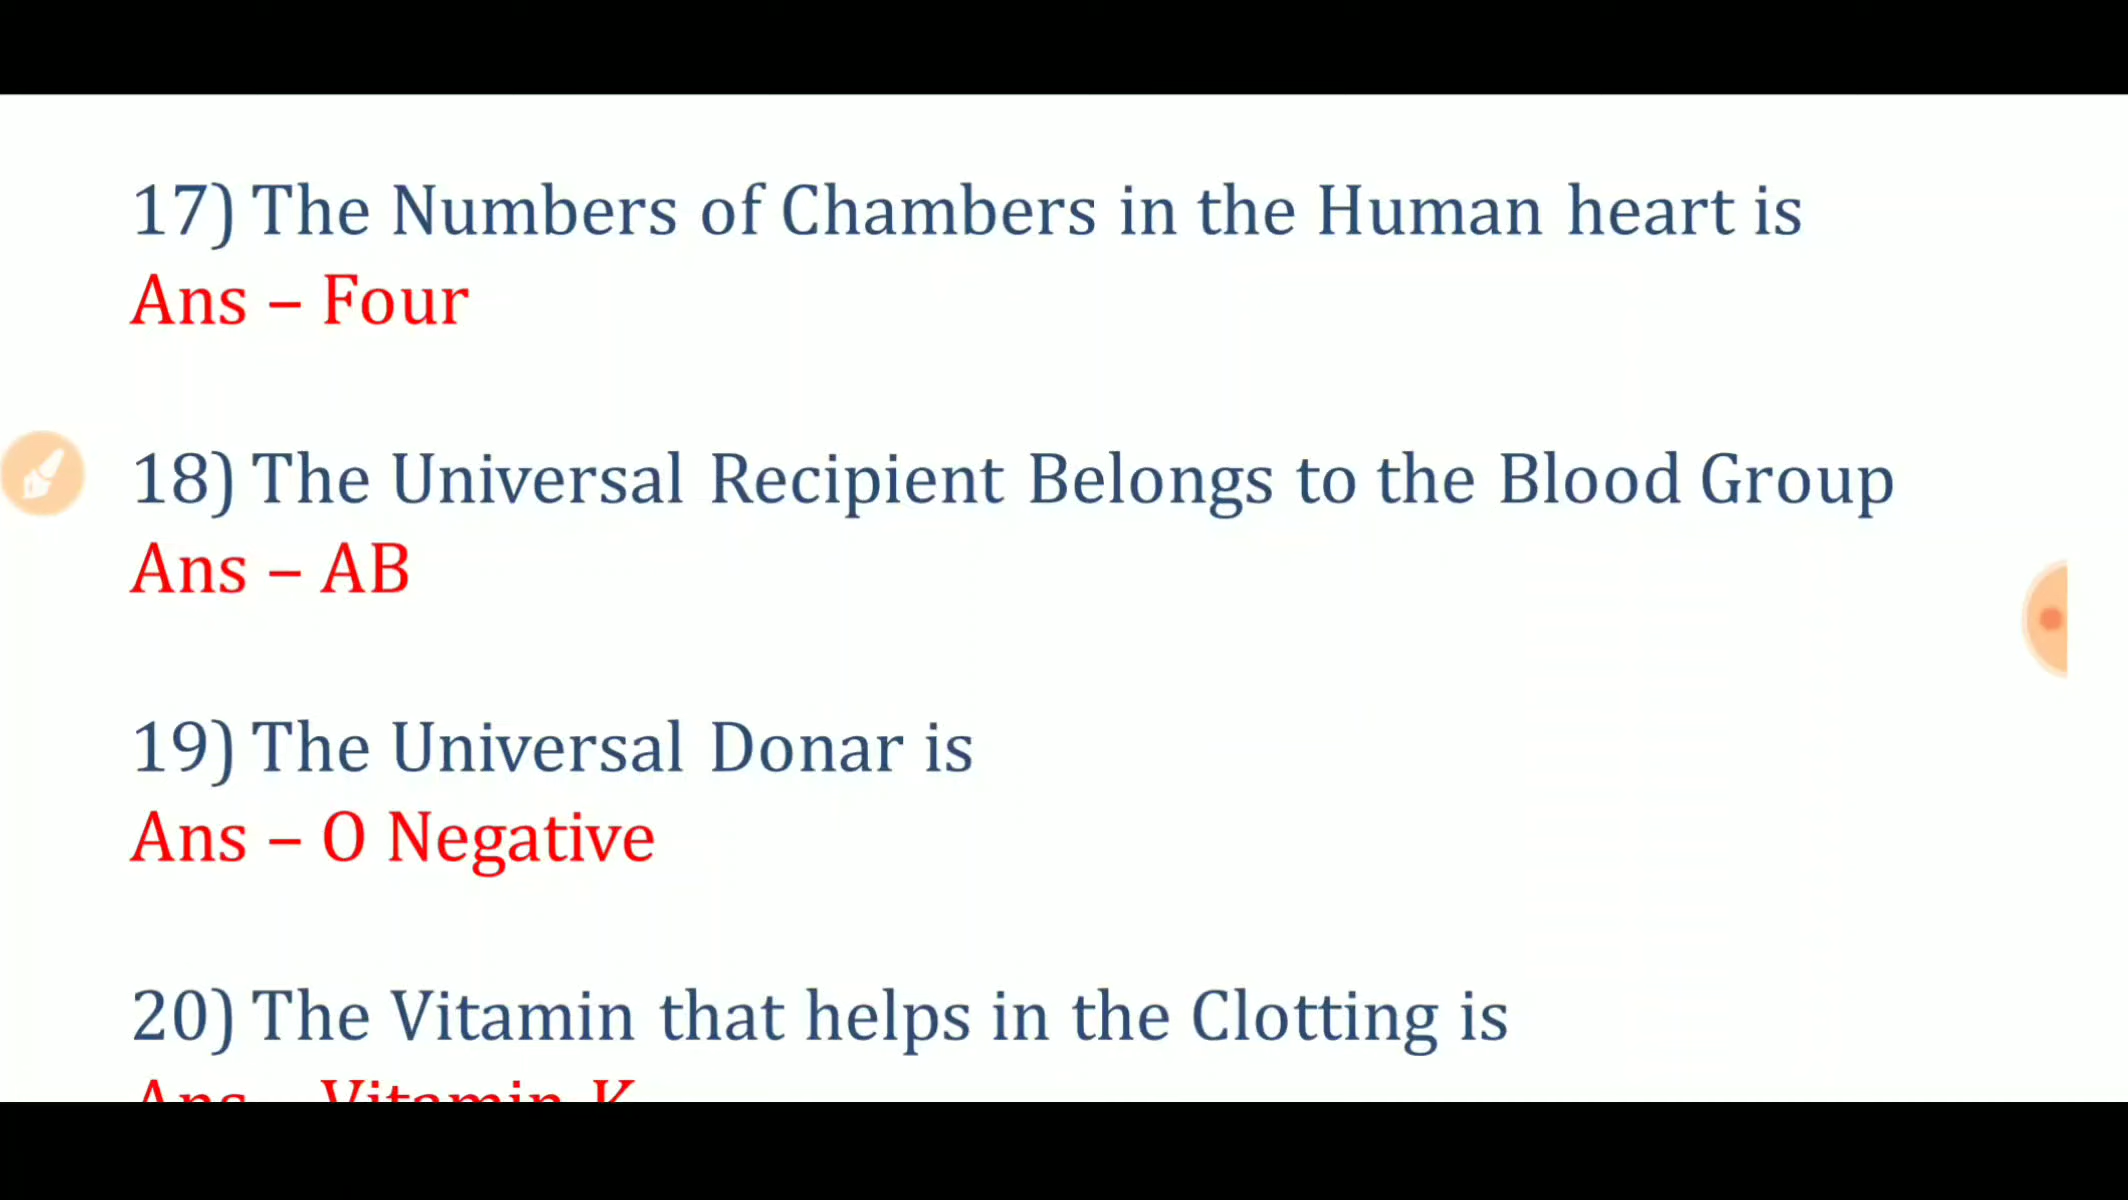 17) The Numbers of Chambers in the Human heart is
Ans – Four
18) The Universal Recipient Belongs to the Blood Group
Ans – AB
19) The Universal Donar is
Ans – O Negative
20) The Vitamin that helps in the Clotting is
Ans – Vitamin K